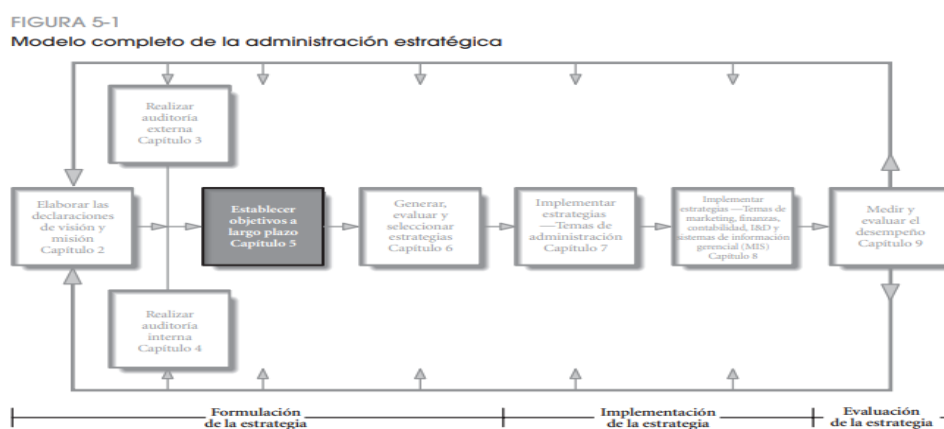 FIGURA 5-1
Modelo completo de la administración estratégica
Realizar
auditoría
externa
Capítulo 3
Elaborar las
declaraciones
de visión y
misión
Capítulo 2
Establecer
objetivos a
largo plazo
Capítulo 5
Generar,
evaluar y
seleccionar
estrategias
Capítulo 6
Implementar
estrategias
—Temas de
administración
Capítulo 7
Implementar
estrategias —Temas de
marketing, finanzas,
contabilidad, I&D y
sistemas de información
gerencial (MIS)
Capítulo 8
Medir y
evaluar el
desempeño
Capítulo 9
Realizar
auditoría
interna
Capítulo 4
Formulación
de la estrategia
Implementación
de la estrategia
Evaluación
de la estrategia